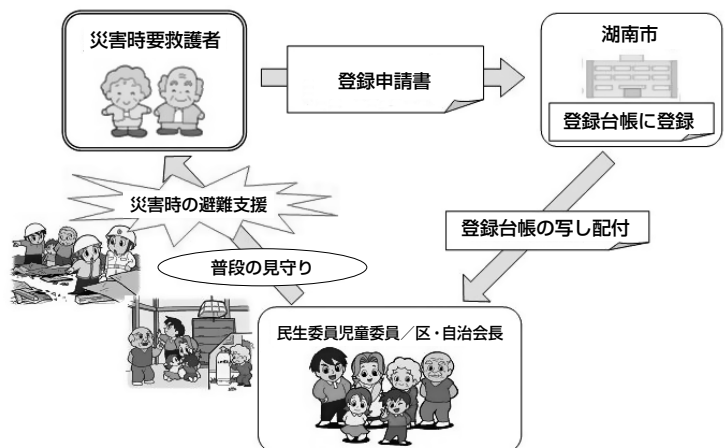 災害時要救護者
登録申請書
湖南市
登録台帳に登録
災害時の避難支援
登録台帳の写し配付
普段の見守り
民生委員児童委員／区・自治会長